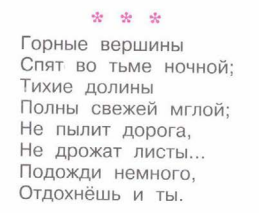 * * *
Горные вершины
Спят во тьме ночной;
Тихие долины
Полны свежей мглой;
Не пылит дорога,
Не дрожат листы...
Подожди немного,
Отдохнёшь и ты.